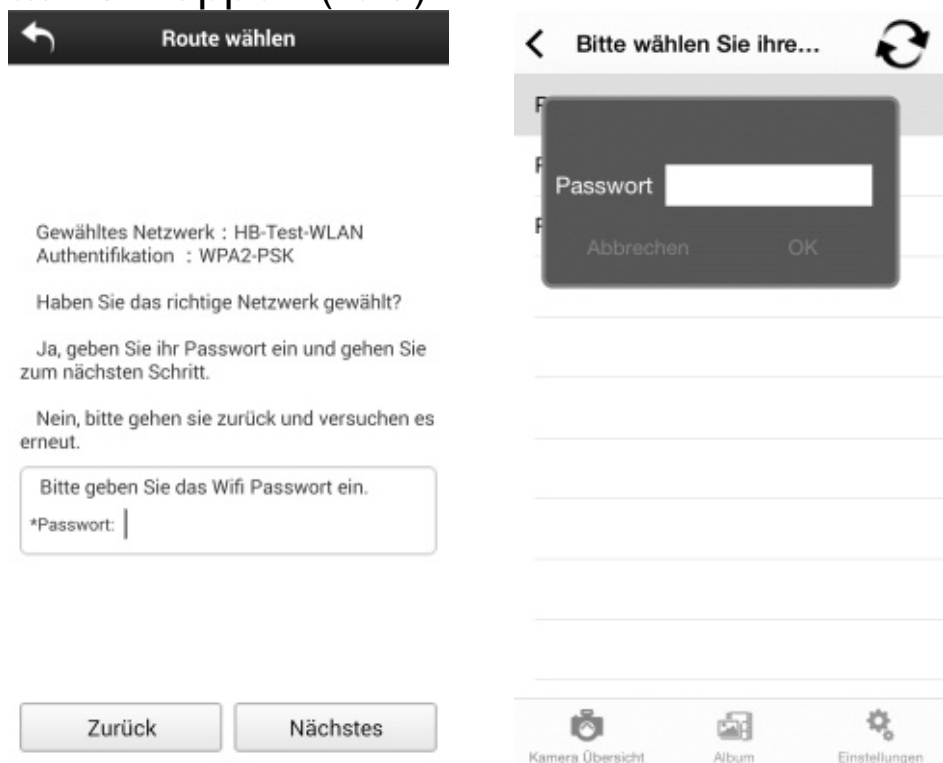 Route wählen
Gewähltes Netzwerk : HB-Test-WLAN
Authentifikation : WPA2-PSK
Haben Sie das richtige Netzwerk gewählt?
Ja, geben Sie ihr Passwort ein und gehen Sie
zum nächsten Schritt.
Nein, bitte gehen sie zurück und versuchen es
erneut.
Bitte geben Sie das Wifi Passwort ein.
*Passwort:
Zurück Nächstes
Bitte wählen Sie ihre...
Passwort
Abbrechen OK
Kamera Übersicht Album Einstellungen